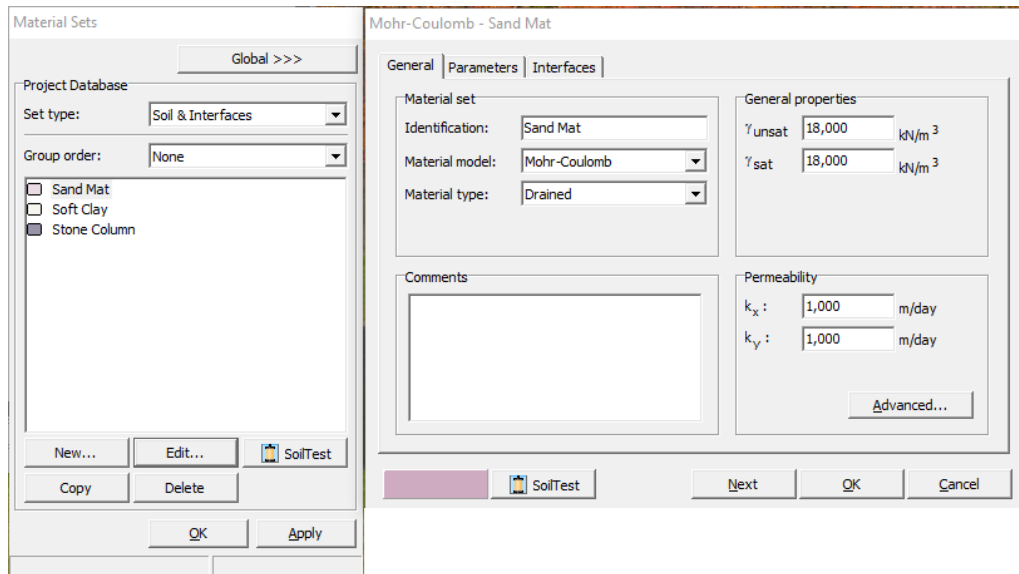 Material Sets
Global >>>
Project Database
Set type: Soil & Interfaces
Group order: None
Sand Mat
Soft Clay
Stone Column
New... Edit... SoilTest
Copy Delete
OK Apply
Mohr-Coulomb - Sand Mat
General Parameters Interfaces
Material set
Identification: Sand Mat
Material model: Mohr-Coulomb
Material type: Drained
General properties
γunsat 18,000 kN/m 3
γsat 18,000 kN/m 3
Comments
Permeability
kx : 1,000 m/day
ky : 1,000 m/day
Advanced...
SoilTest Next OK Cancel